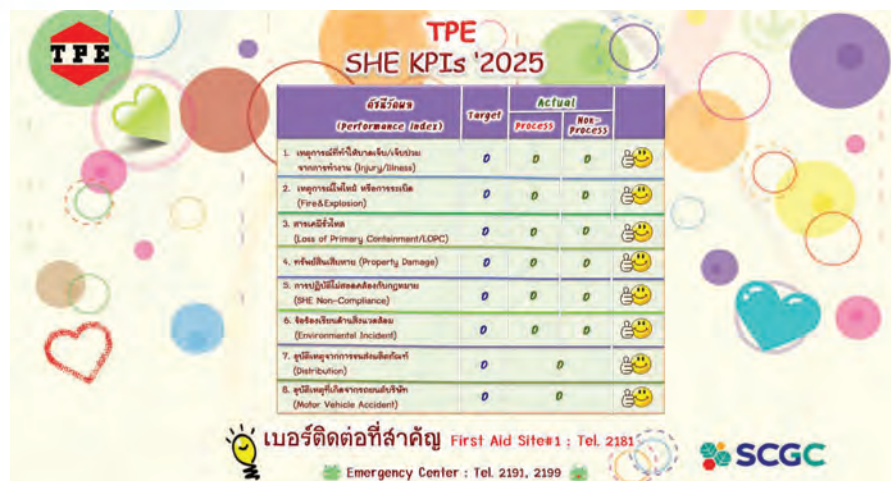 TPE
TPE
SHE KPIs '2025
ดัชนีวัดผล
(Performance Index)
Target
Actual
Process
Non-Process
1. เหตุการณ์ที่ทำให้บาดเจ็บ/เจ็บป่วย
จากการทำงาน (Injury/Illness)
0 0 0
2. เหตุการณ์ไฟไหม้ หรือการระเบิด
(Fire&Explosion)
0 0 0
3. สารเคมีรั่วไหล
(Loss of Primary Containment/LOPC)
0 0 0
4. ทรัพย์สินเสียหาย (Property Damage)
0 0 0
5. การปฏิบัติไม่สอดคล้องกับกฎหมาย
(SHE Non-Compliance)
0 0 0
6. ข้อร้องเรียนด้านสิ่งแวดล้อม
(Environmental Incident)
0 0 0
7. อุบัติเหตุจากการขนส่งผลิตภัณฑ์
(Distribution)
0 0
8. อุบัติเหตุที่เกิดจากรถยนต์บริษัท
(Motor Vehicle Accident)
0 0
เบอร์ติดต่อที่สำคัญ First Aid Site#1 : Tel. 2181
Emergency Center : Tel. 2191, 2199
SCGC